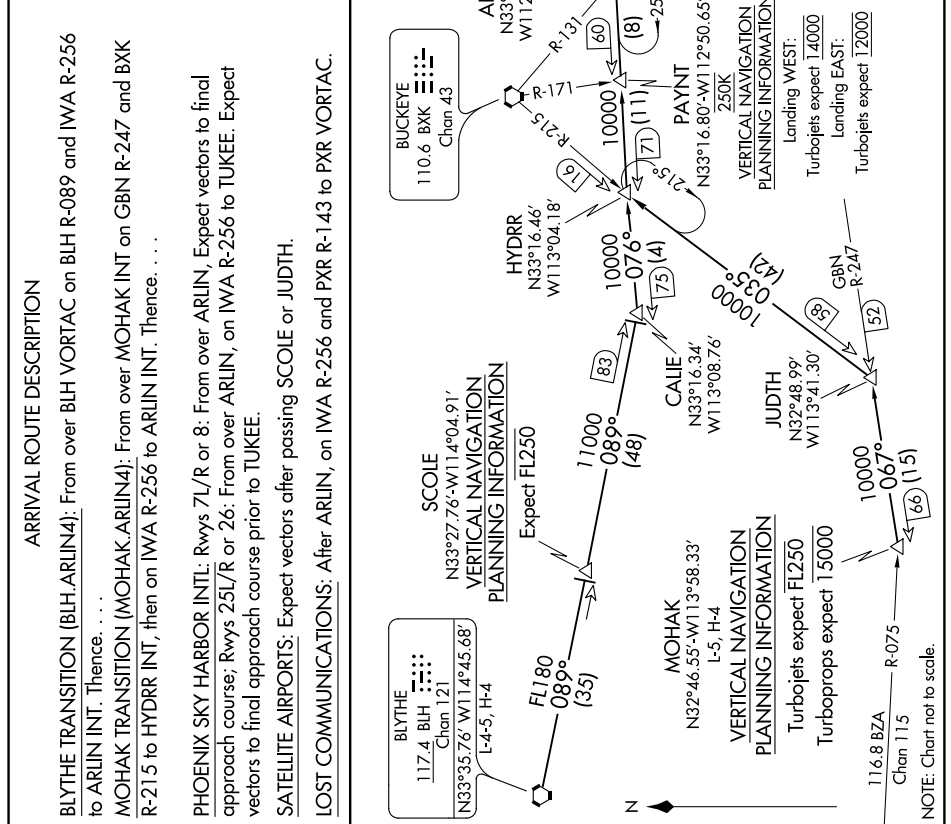 ARRIVAL ROUTE DESCRIPTION
BLYTHE TRANSITION (BLH.ARLIN4): From over BLH VORTAC on BLH R-089 and IWA R-256
to ARLIN INT. Thence. . . .
MOHAK TRANSITION (MOHAK.ARLIN4): From over MOHAK INT on GBN R-247 and BXK
R-215 to HYDRR INT, then on IWA R-256 to ARLIN INT. Thence. . . .
PHOENIX SKY HARBOR INTL: Rwys 7L/R or 8: From over ARLIN, Expect vectors to final
approach course; Rwys 25L/R or 26: From over ARLIN, on IWA R-256 to TUKEE. Expect
vectors to final approach course prior to TUKEE.
SATELLITE AIRPORTS: Expect vectors after passing SCOLE or JUDTH.
LOST COMMUNICATIONS: After ARLIN, on IWA R-256 and PXR R-143 to PXR VORTAC.
BLYTHE
117.4 BLH
Chan 121
N33°35.76' W114°45.68'
L-4-5, H-4
FL180
089°
(35)
SCOLE
N33°27.76'-W114°04.91'
VERTICAL NAVIGATION
PLANNING INFORMATION
Expect FL250
11000
089°
(48)
83
CALIE
N33°16.34'
W113°08.76'
10000
076°
(4)
75
HYDRR
N33°16.46'
W113°04.18'
16
R-215
BUCKEYE
110.6 BXK
Chan 43
R-171
R-131
10000
(11)
71
215°
60
(8)
25
N33°
W112
PAYNT
N33°16.80'-W112°50.65'
250K
VERTICAL NAVIGATION
PLANNING INFORMATION
Landing WEST:
Turbojets expect 14000
Landing EAST:
Turbojets expect 12000
10000
035°
(42)
58
GBN
R-247
52
JUDTH
N32°48.99'
W113°41.30'
10000
067°
(15)
66
MOHAK
N32°46.55'-W113°58.33'
L-5, H-4
VERTICAL NAVIGATION
PLANNING INFORMATION
Turbojets expect FL250
Turboprops expect 15000
N
116.8 BZA
Chan 115
R-075
NOTE: Chart not to scale.